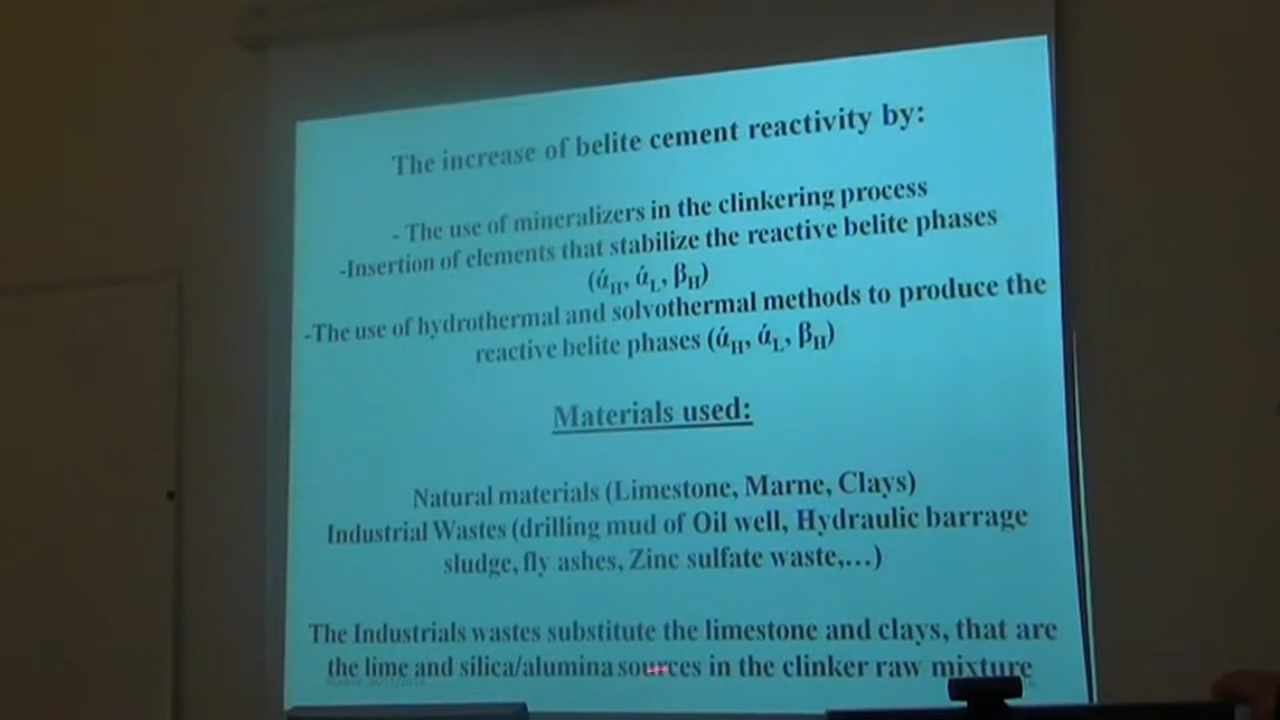 The increase of belite cement reactivity by:
- The use of mineralizers in the clinkering process
-Insertion of elements that stabilize the reactive belite phases
(ά_H, ά_L, β_H)
-The use of hydrothermal and solvothermal methods to produce the
reactive belite phases (ά_H, ά_L, β_H)
Materials used:
Natural materials (Limestone, Marne, Clays)
Industrial Wastes (drilling mud of Oil well, Hydraulic barrage
sludge, fly ashes, Zinc sulfate waste,…)
The Industrials wastes substitute the limestone and clays, that are
the lime and silica/alumina sources in the clinker raw mixture